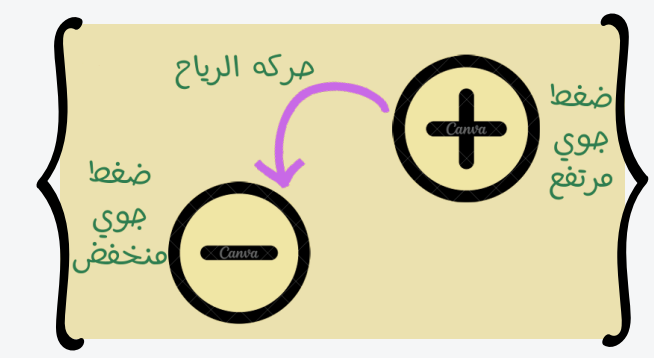 حركه الرياح
ضغط
جوي
مرتفع
Canva
ضغط
جوي
منخفض
Canva